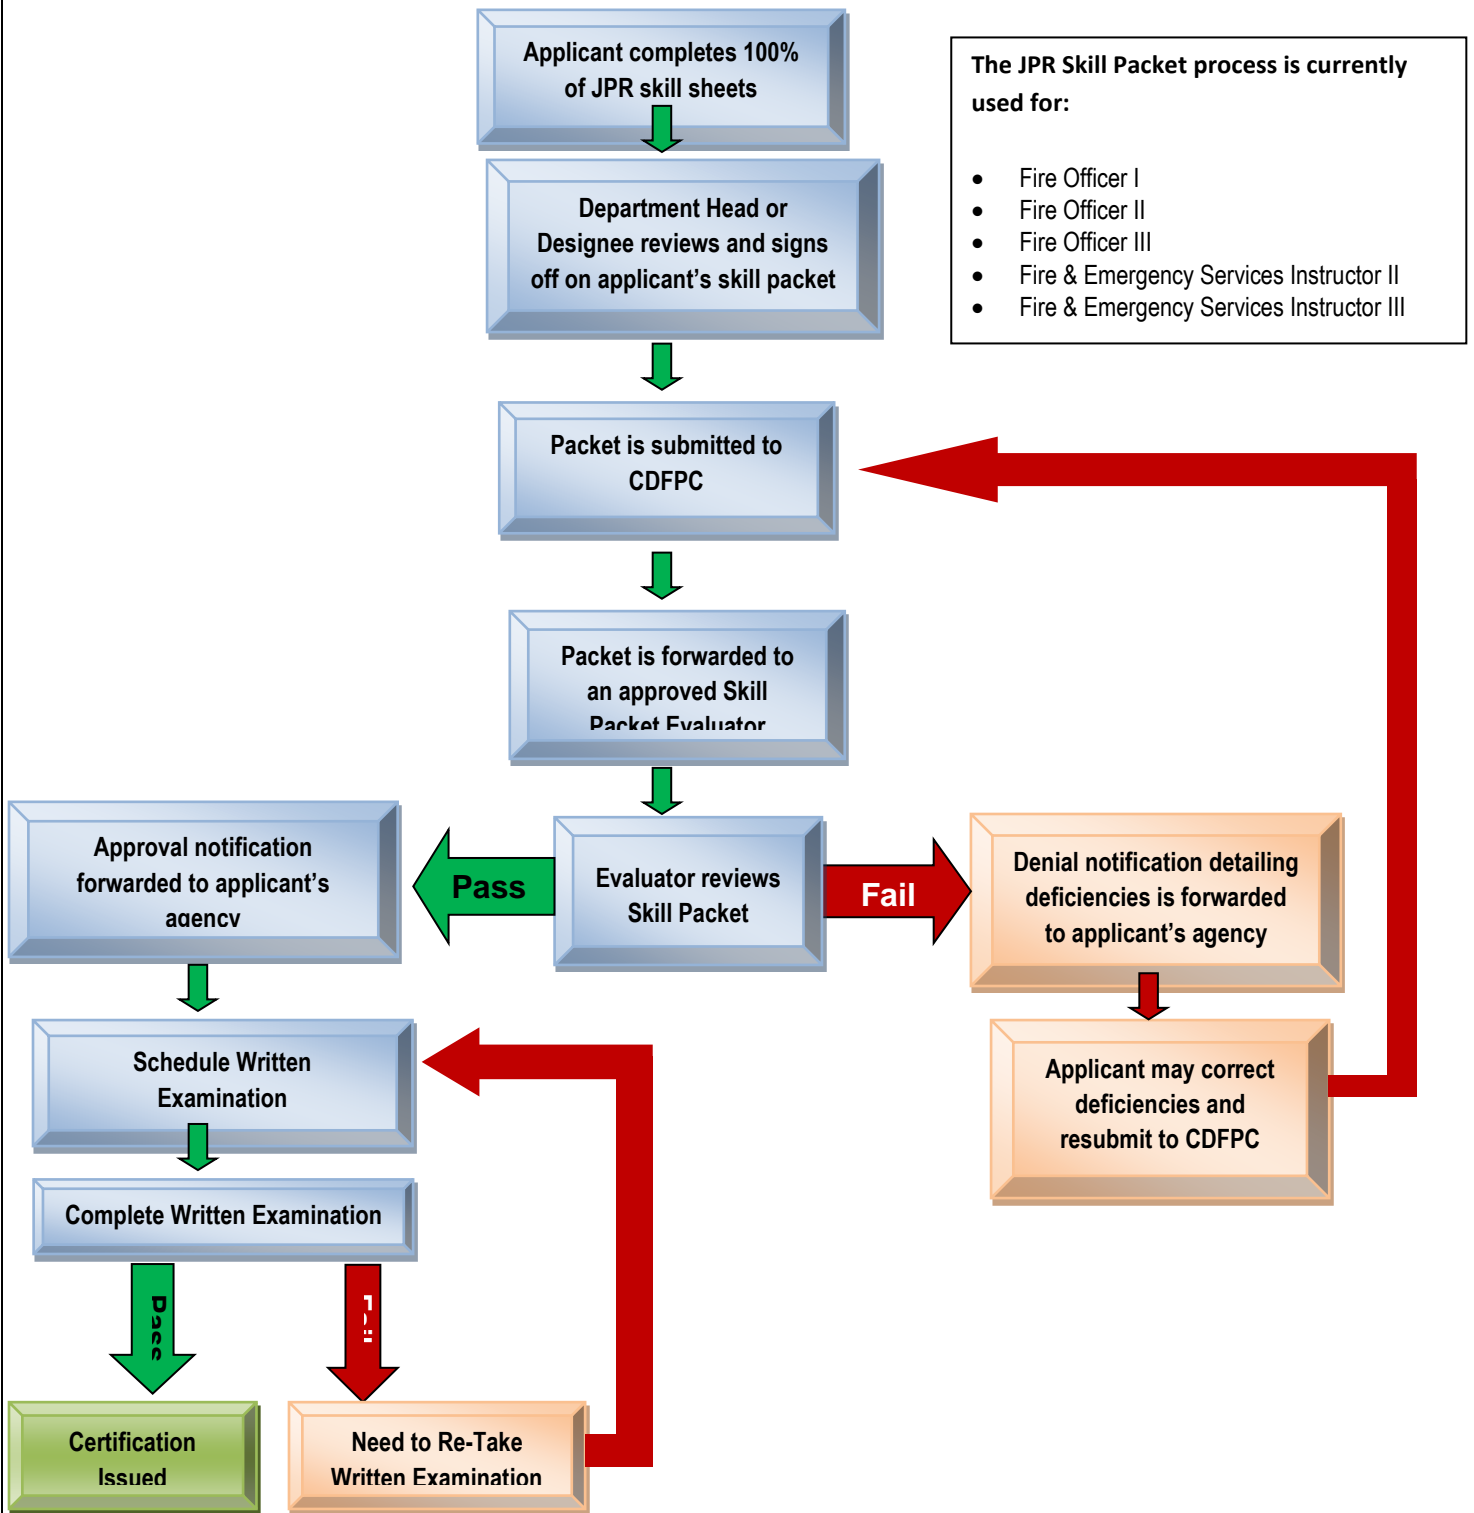 Applicant completes 100%
of JPR skill sheets
The JPR Skill Packet process is currently
used for:
• Fire Officer I
• Fire Officer II
• Fire Officer III
• Fire & Emergency Services Instructor II
• Fire & Emergency Services Instructor III
Department Head or
Designee reviews and signs
off on applicant’s skill packet
Packet is submitted to
CDFPC
Packet is forwarded to
an approved Skill
Packet Evaluator
Evaluator reviews
Skill Packet
Pass
Approval notification
forwarded to applicant’s
agency
Fail
Denial notification detailing
deficiencies is forwarded
to applicant’s agency
Applicant may correct
deficiencies and
resubmit to CDFPC
Schedule Written
Examination
Complete Written Examination
Pass
Fail
Certification
Issued
Need to Re-Take
Written Examination